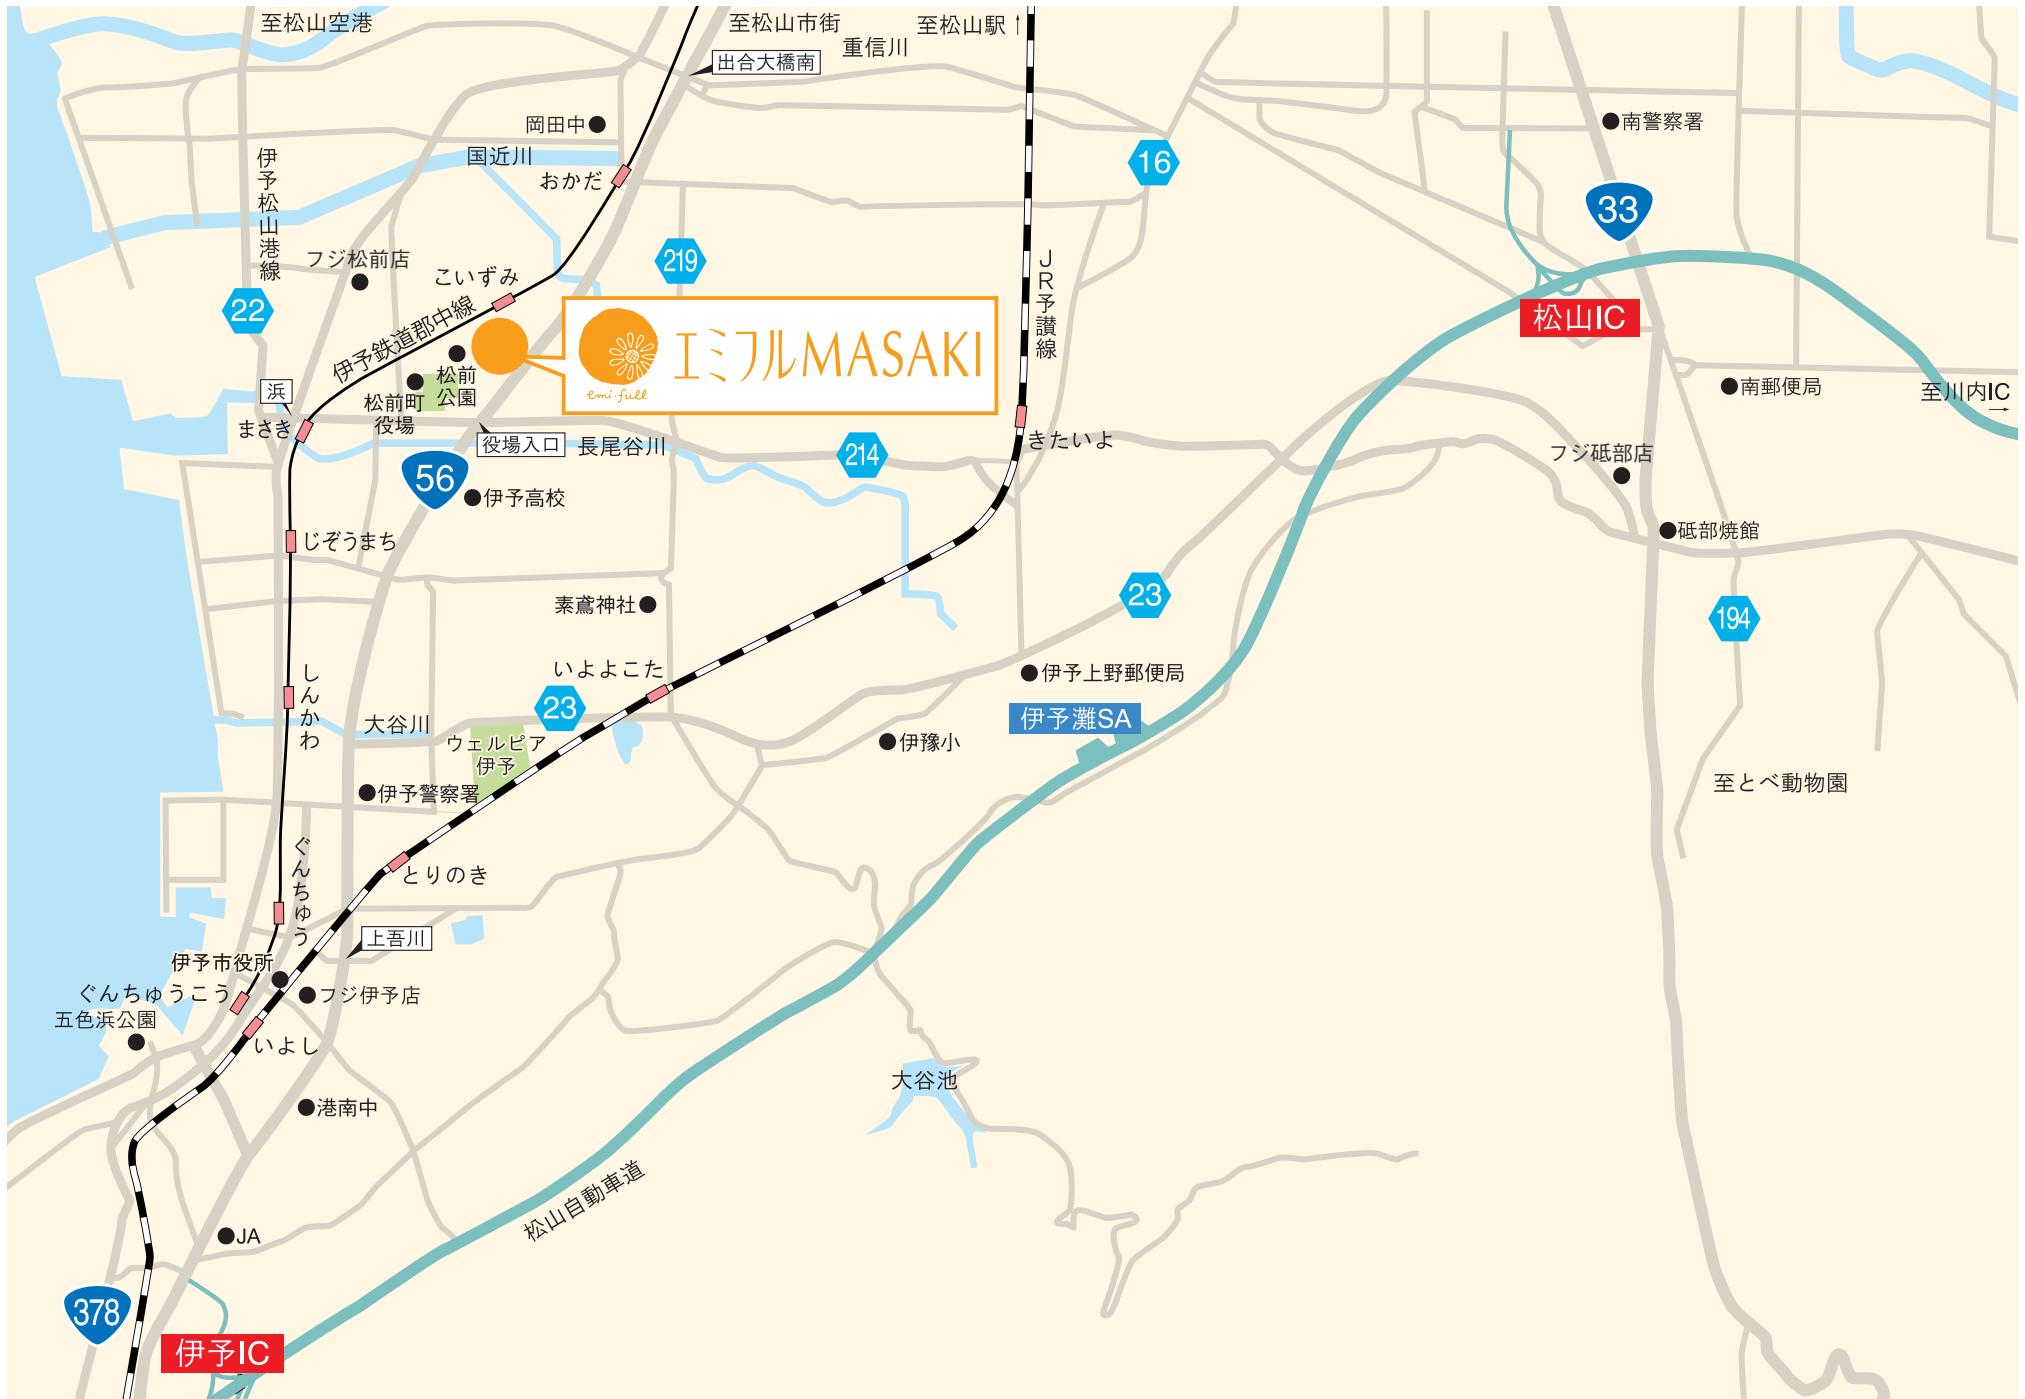 至松山空港
至松山市街
至松山駅↑
重信川
出合大橋南
岡田中
国近川
おかだ
南警察署
16
33
伊予松山港線
フジ松前店
こいずみ
219
JR予讃線
22
伊予鉄道郡中線
エミフルMASAKI
emi・full
松山IC
松前
公園
松前町
役場
浜
まさき
役場入口
長尾谷川
214
きたいよ
南郵便局
至川内IC
→
フジ砥部店
56
伊予高校
砥部焼館
じぞうまち
素鵞神社
23
194
いよよこた
しんかわ
23
伊予上野郵便局
伊予灘SA
大谷川
ウェルピア
伊予
伊豫小
伊予警察署
至とべ動物園
ぐんちゅう
とりのき
上吾川
伊予市役所
ぐんちゅうこう
フジ伊予店
五色浜公園
いよし
大谷池
港南中
松山自動車道
JA
378
伊予IC